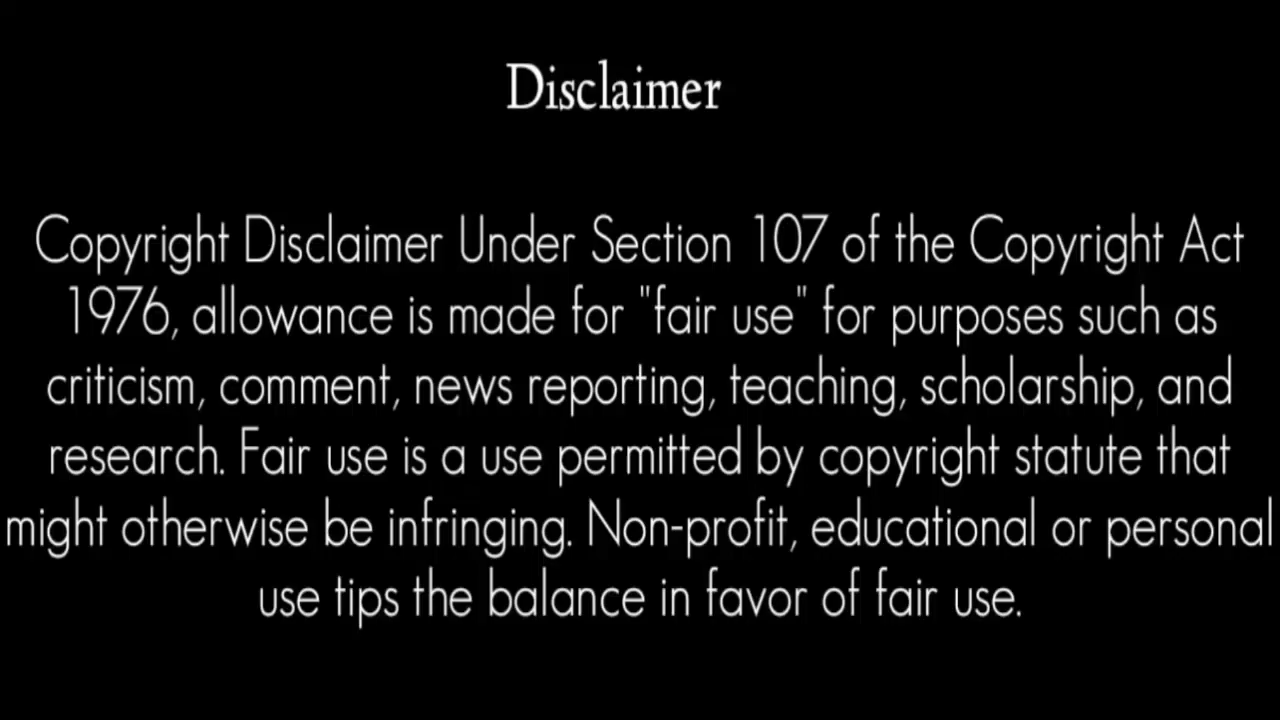 Disclaimer
Copyright Disclaimer Under Section 107 of the Copyright Act
1976, allowance is made for "fair use" for purposes such as
criticism, comment, news reporting, teaching, scholarship, and
research. Fair use is a use permitted by copyright statute that
might otherwise be infringing. Non-profit, educational or personal
use tips the balance in favor of fair use.